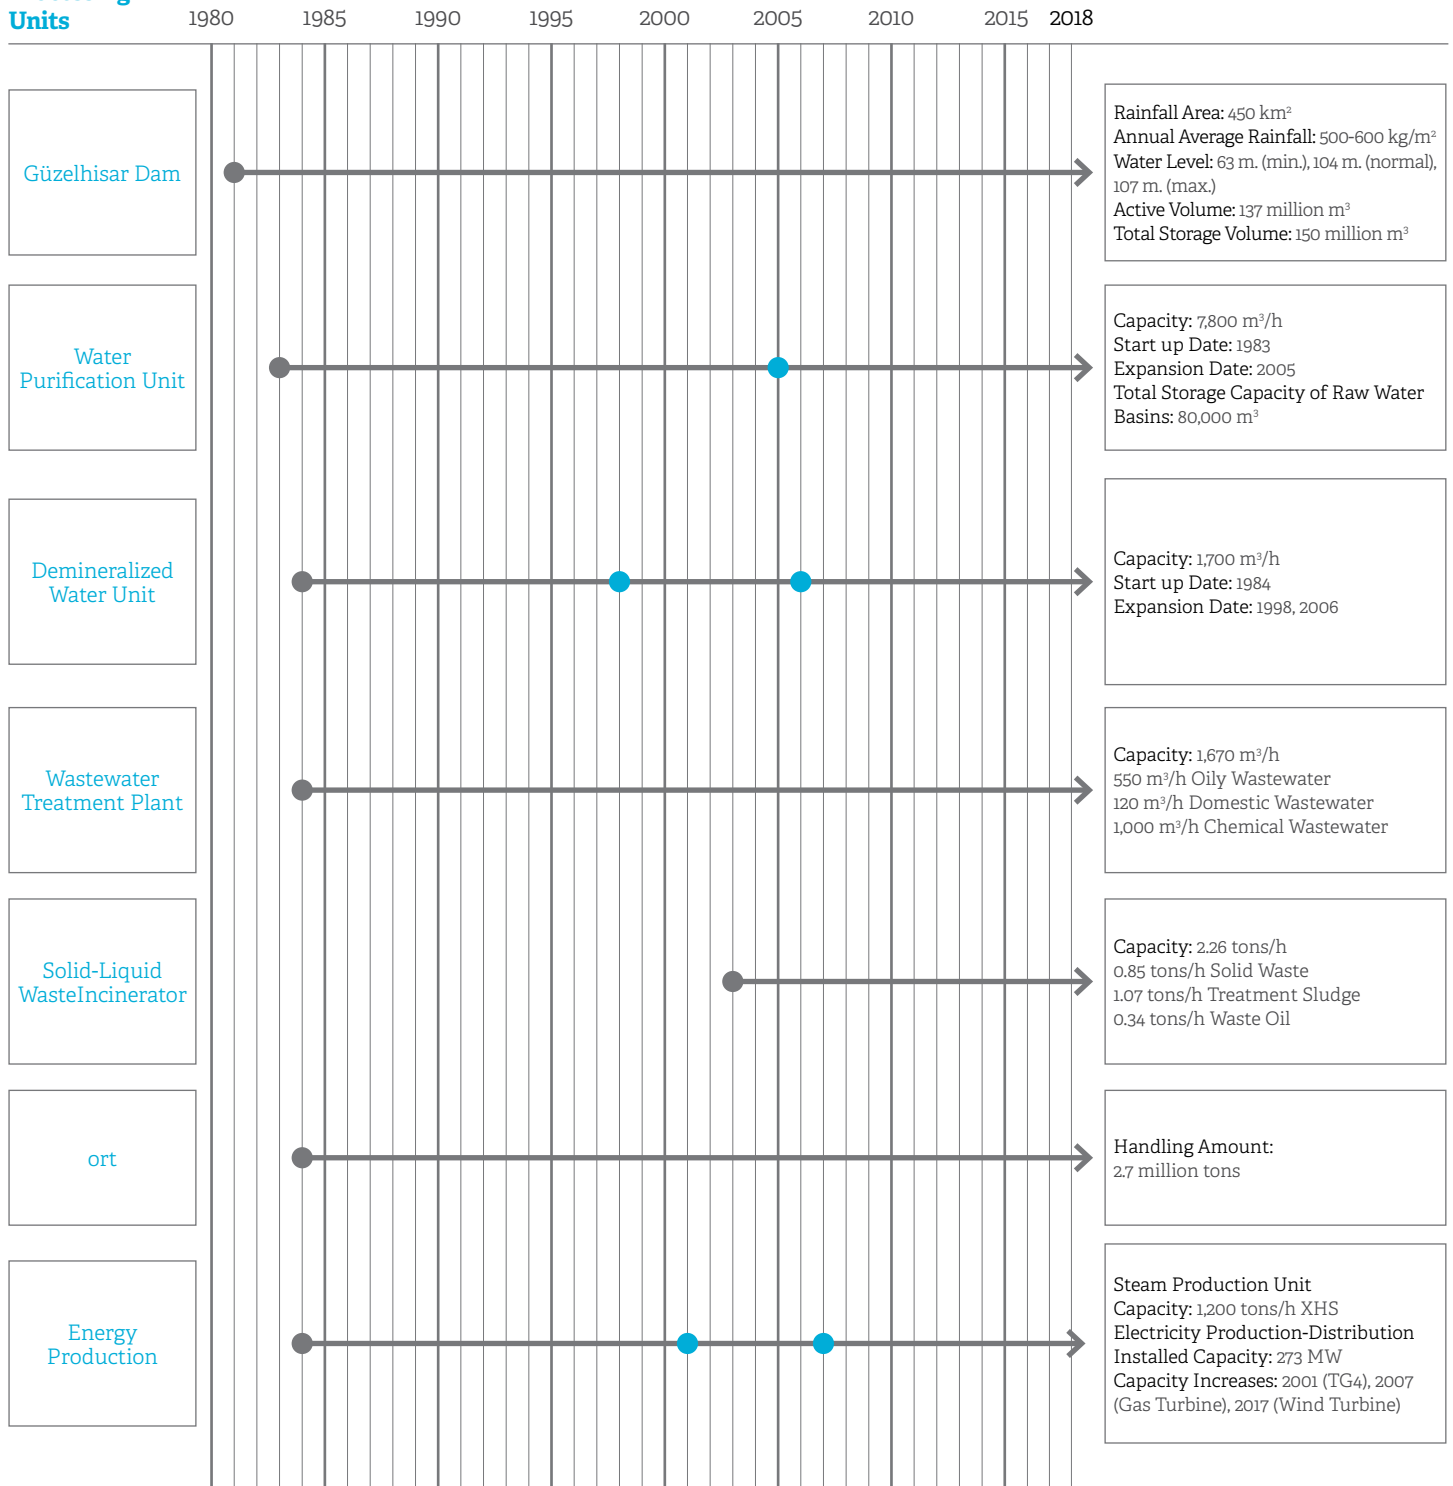 Units
1980 1985 1990 1995 2000 2005 2010 2015 2018
Güzelhisar Dam
Rainfall Area: 450 km²
Annual Average Rainfall: 500-600 kg/m²
Water Level: 63 m. (min.), 104 m. (normal),
107 m. (max.)
Active Volume: 137 million m³
Total Storage Volume: 150 million m³
Water
Purification Unit
Capacity: 7,800 m³/h
Start up Date: 1983
Expansion Date: 2005
Total Storage Capacity of Raw Water
Basins: 80,000 m³
Demineralized
Water Unit
Capacity: 1,700 m³/h
Start up Date: 1984
Expansion Date: 1998, 2006
Wastewater
Treatment Plant
Capacity: 1,670 m³/h
550 m³/h Oily Wastewater
120 m³/h Domestic Wastewater
1,000 m³/h Chemical Wastewater
Solid-Liquid
WasteIncinerator
Capacity: 2.26 tons/h
0.85 tons/h Solid Waste
1.07 tons/h Treatment Sludge
0.34 tons/h Waste Oil
ort
Handling Amount:
2.7 million tons
Energy
Production
Steam Production Unit
Capacity: 1,200 tons/h XHS
Electricity Production-Distribution
Installed Capacity: 273 MW
Capacity Increases: 2001 (TG4), 2007
(Gas Turbine), 2017 (Wind Turbine)